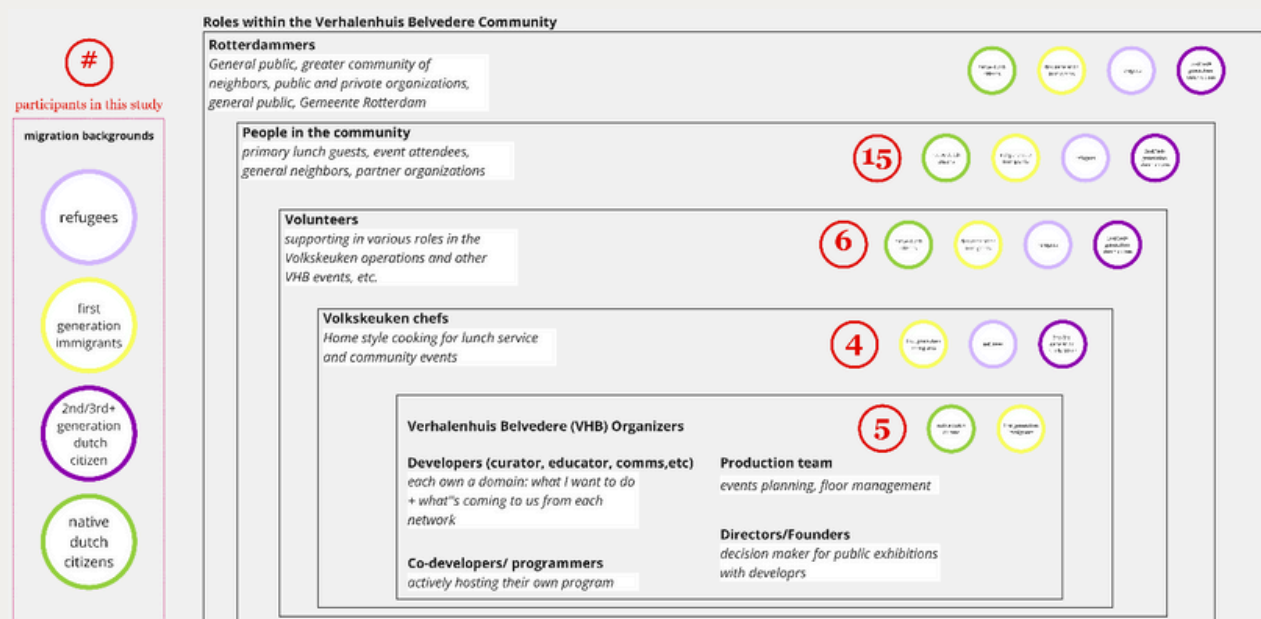 Roles within the Verhalenhuis Belvedere Community
#
participants in this study
migration backgrounds
refugees
first
generation
immigrants
2nd/3rd+
generation
dutch
citizen
native
dutch
citizens
Rotterdammers
General public, greater community of
neighbors, public and private organizations,
general public, Gemeente Rotterdam
People in the community
primary lunch guests, event attendees,
general neighbors, partner organizations
15
Volunteers
supporting in various roles in the
Volkskeuken operations and other
VHB events, etc.
6
Volkskeuken chefs
Home style cooking for lunch service
and community events
4
Verhalenhuis Belvedere (VHB) Organizers
5
Developers (curator, educator, comms,etc)
each own a domain: what I want to do
+ what"s coming to us from each
network
Co-developers/ programmers
actively hosting their own program
Production team
events planning, floor management
Directors/Founders
decision maker for public exhibitions
with developrs